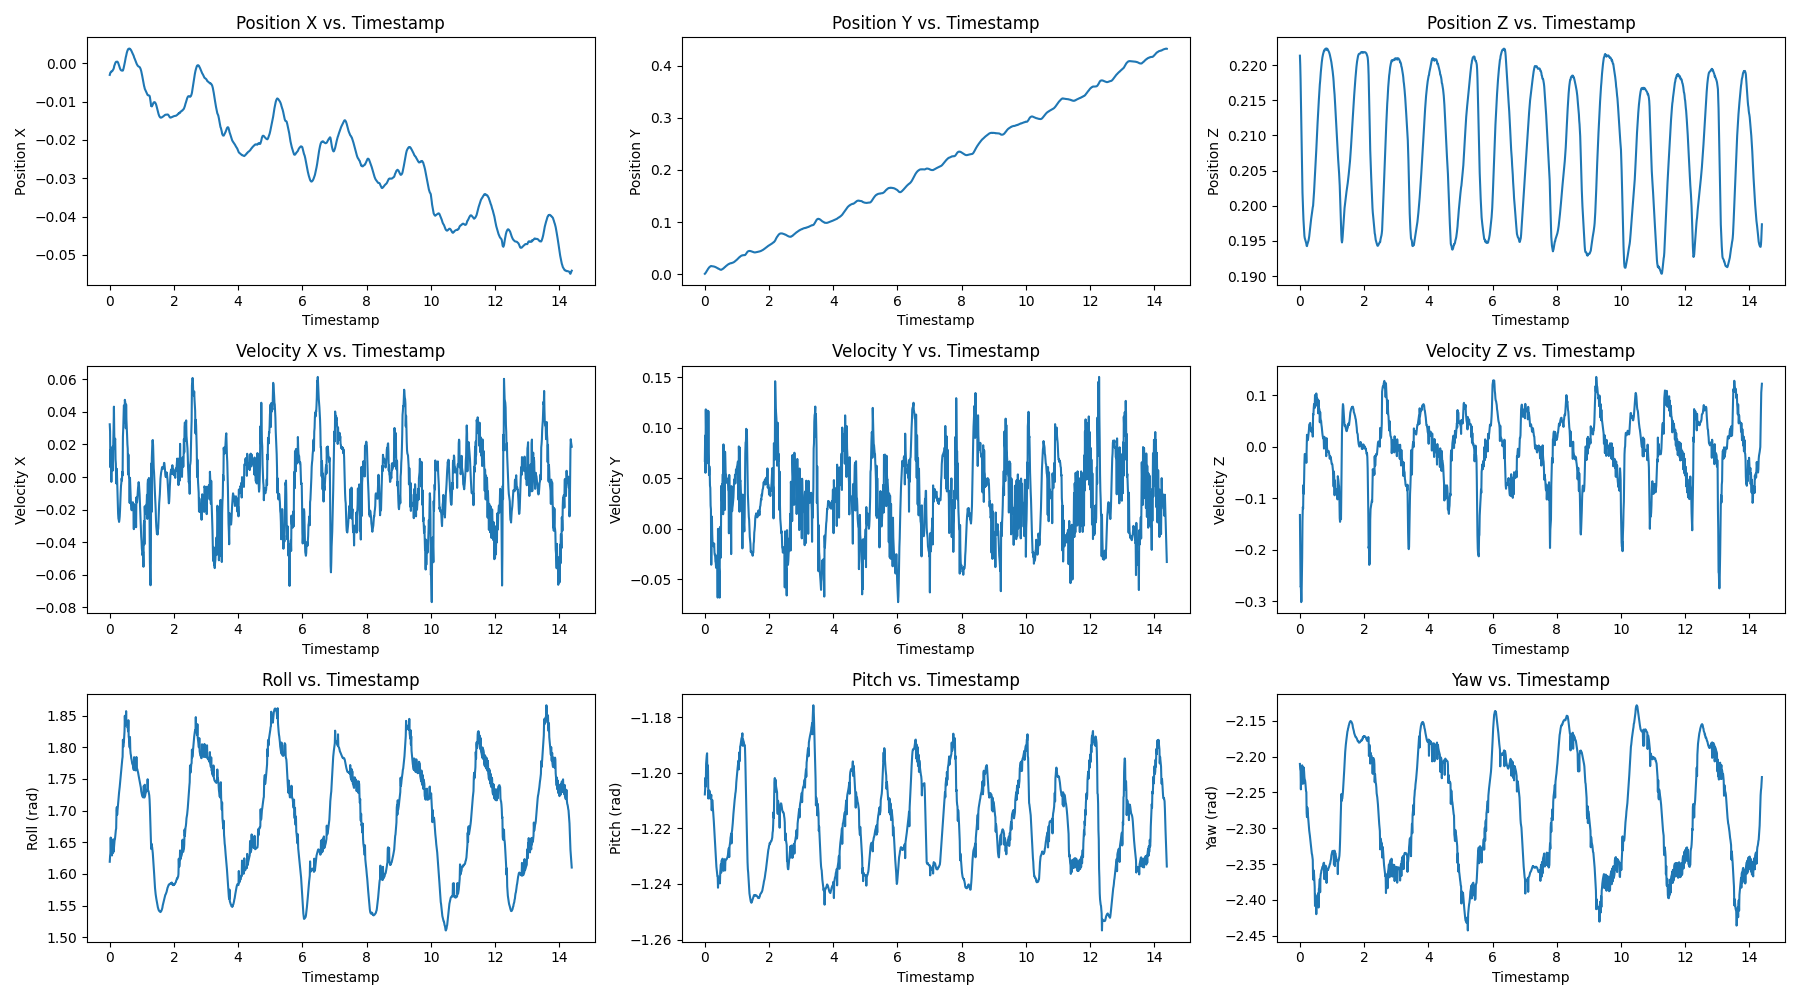 Position X vs. Timestamp
Position X
0.00
−0.01
−0.02
−0.03
−0.04
−0.05
0 2 4 6 8 10 12 14
Timestamp
Position Y vs. Timestamp
Position Y
0.4
0.3
0.2
0.1
0.0
0 2 4 6 8 10 12 14
Timestamp
Position Z vs. Timestamp
Position Z
0.220
0.215
0.210
0.205
0.200
0.195
0.190
0 2 4 6 8 10 12 14
Timestamp
Velocity X vs. Timestamp
Velocity X
0.06
0.04
0.02
0.00
−0.02
−0.04
−0.06
−0.08
0 2 4 6 8 10 12 14
Timestamp
Velocity Y vs. Timestamp
Velocity Y
0.15
0.10
0.05
0.00
−0.05
0 2 4 6 8 10 12 14
Timestamp
Velocity Z vs. Timestamp
Velocity Z
0.1
0.0
−0.1
−0.2
−0.3
0 2 4 6 8 10 12 14
Timestamp
Roll vs. Timestamp
Roll (rad)
1.85
1.80
1.75
1.70
1.65
1.60
1.55
1.50
0 2 4 6 8 10 12 14
Timestamp
Pitch vs. Timestamp
Pitch (rad)
−1.18
−1.20
−1.22
−1.24
−1.26
0 2 4 6 8 10 12 14
Timestamp
Yaw vs. Timestamp
Yaw (rad)
−2.15
−2.20
−2.25
−2.30
−2.35
−2.40
−2.45
0 2 4 6 8 10 12 14
Timestamp